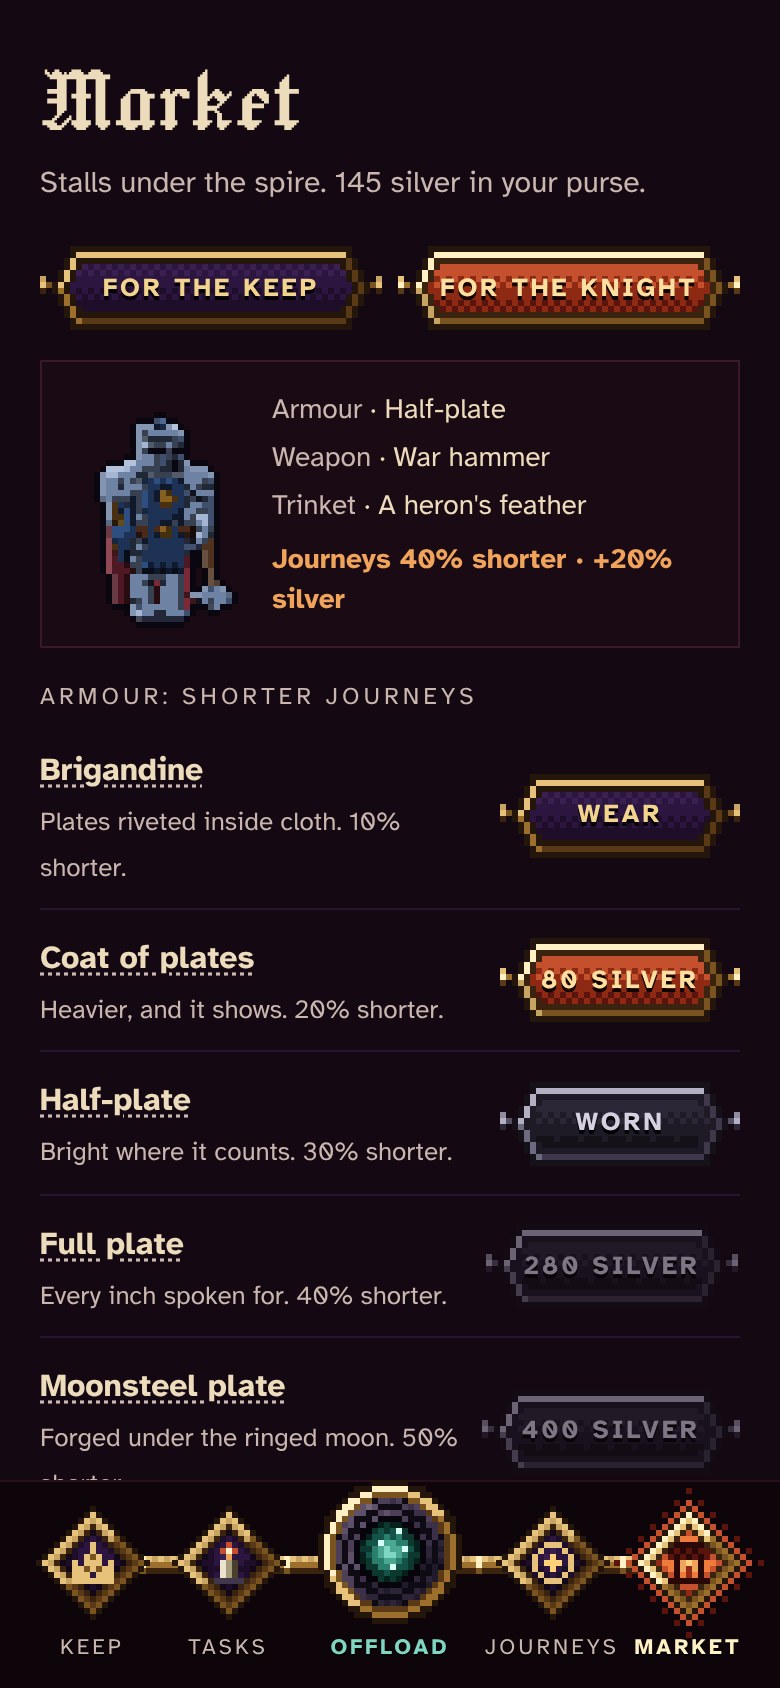 Market
Stalls under the spire. 145 silver in your purse.
FOR THE KEEP
FOR THE KNIGHT
Armour · Half-plate
Weapon · War hammer
Trinket · A heron's feather
Journeys 40% shorter · +20%
silver
ARMOUR: SHORTER JOURNEYS
Brigandine
Plates riveted inside cloth. 10%
shorter.
WEAR
Coat of plates
Heavier, and it shows. 20% shorter.
80 SILVER
Half-plate
Bright where it counts. 30% shorter.
WORN
Full plate
Every inch spoken for. 40% shorter.
280 SILVER
Moonsteel plate
Forged under the ringed moon. 50%
400 SILVER
KEEP
TASKS
OFFLOAD
JOURNEYS
MARKET